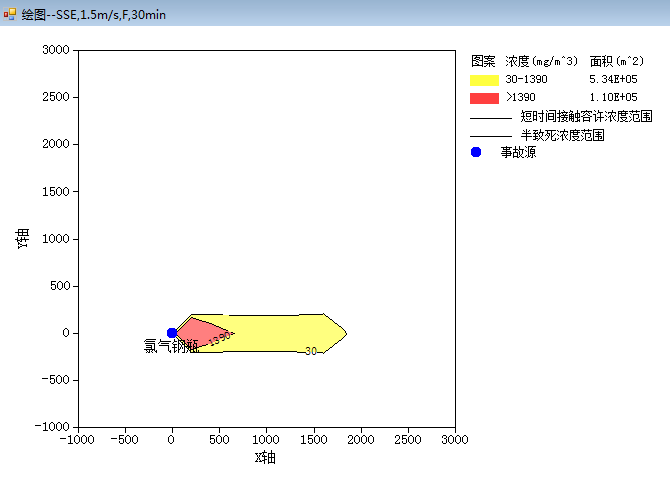 绘图--SSE,1.5m/s,F,30min
图案 浓度(mg/m^3) 面积(m^2)
30-1390 5.34E+05
>1390 1.10E+05
短时间接触容许浓度范围
半致死浓度范围
事故源
3000
2500
2000
1500
1000
500
0
-500
-1000
Y轴
氯气钢瓶
1390
30
-1000 -500 0 500 1000 1500 2000 2500 3000
X轴